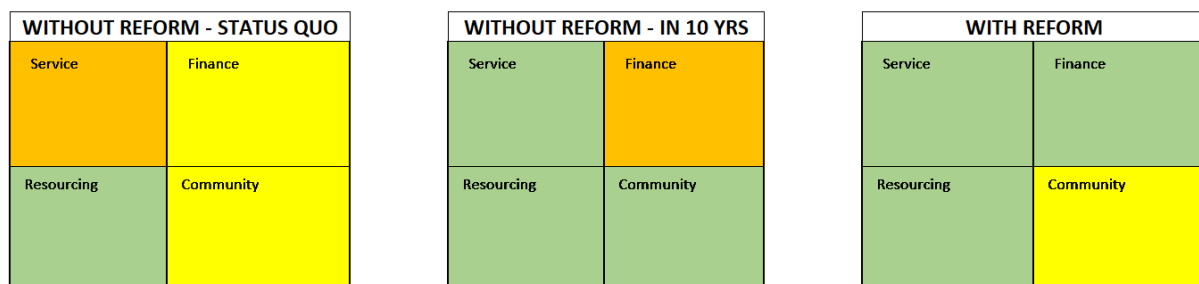 WITHOUT REFORM - STATUS QUO
Service
Finance
Resourcing
Community
WITHOUT REFORM - IN 10 YRS
Service
Finance
Resourcing
Community
WITH REFORM
Service
Finance
Resourcing
Community